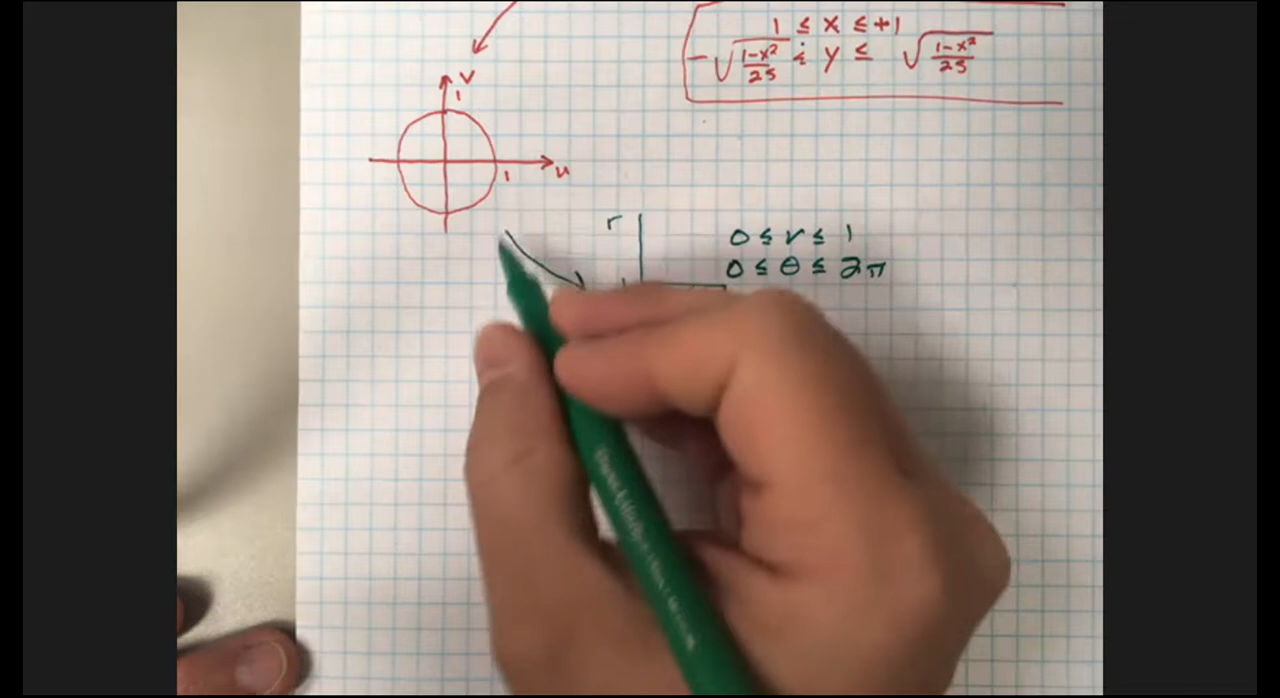 1 ≤ x ≤ +1
-√(1-x²/25) ≤ y ≤ √(1-x²/25)
v
1
1
u
r
0 ≤ r ≤ 1
0 ≤ θ ≤ 2π